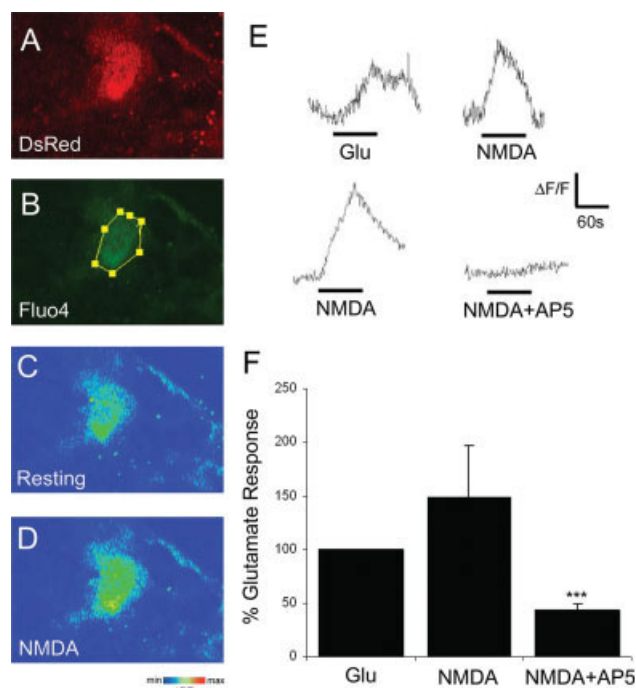 A
DsRed
B
Fluo4
C
Resting
D
NMDA
min max
E
Glu
NMDA
ΔF/F
60s
NMDA
NMDA+AP5
F
% Glutamate Response
250
200
150
100
50
0
Glu
NMDA
NMDA+AP5
***